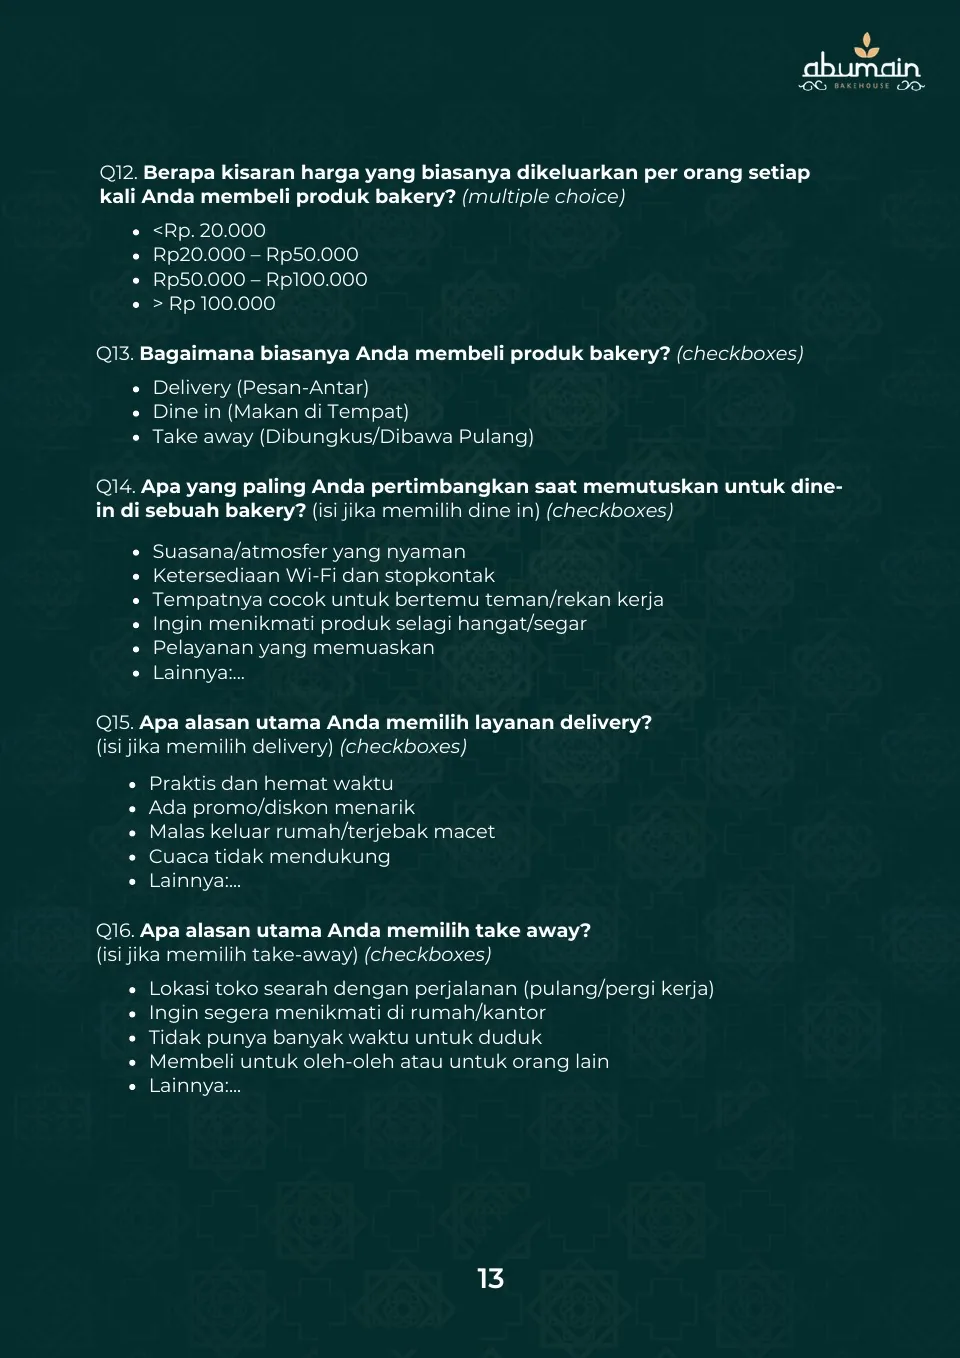 abumain
BAKEHOUSE
Q12. Berapa kisaran harga yang biasanya dikeluarkan per orang setiap
kali Anda membeli produk bakery? (multiple choice)
• <Rp. 20.000
• Rp20.000 – Rp50.000
• Rp50.000 – Rp100.000
• > Rp 100.000
Q13. Bagaimana biasanya Anda membeli produk bakery? (checkboxes)
• Delivery (Pesan-Antar)
• Dine in (Makan di Tempat)
• Take away (Dibungkus/Dibawa Pulang)
Q14. Apa yang paling Anda pertimbangkan saat memutuskan untuk dine-
in di sebuah bakery? (isi jika memilih dine in) (checkboxes)
• Suasana/atmosfer yang nyaman
• Ketersediaan Wi-Fi dan stopkontak
• Tempatnya cocok untuk bertemu teman/rekan kerja
• Ingin menikmati produk selagi hangat/segar
• Pelayanan yang memuaskan
• Lainnya:...
Q15. Apa alasan utama Anda memilih layanan delivery?
(isi jika memilih delivery) (checkboxes)
• Praktis dan hemat waktu
• Ada promo/diskon menarik
• Malas keluar rumah/terjebak macet
• Cuaca tidak mendukung
• Lainnya:...
Q16. Apa alasan utama Anda memilih take away?
(isi jika memilih take-away) (checkboxes)
• Lokasi toko searah dengan perjalanan (pulang/pergi kerja)
• Ingin segera menikmati di rumah/kantor
• Tidak punya banyak waktu untuk duduk
• Membeli untuk oleh-oleh atau untuk orang lain
• Lainnya:...
13